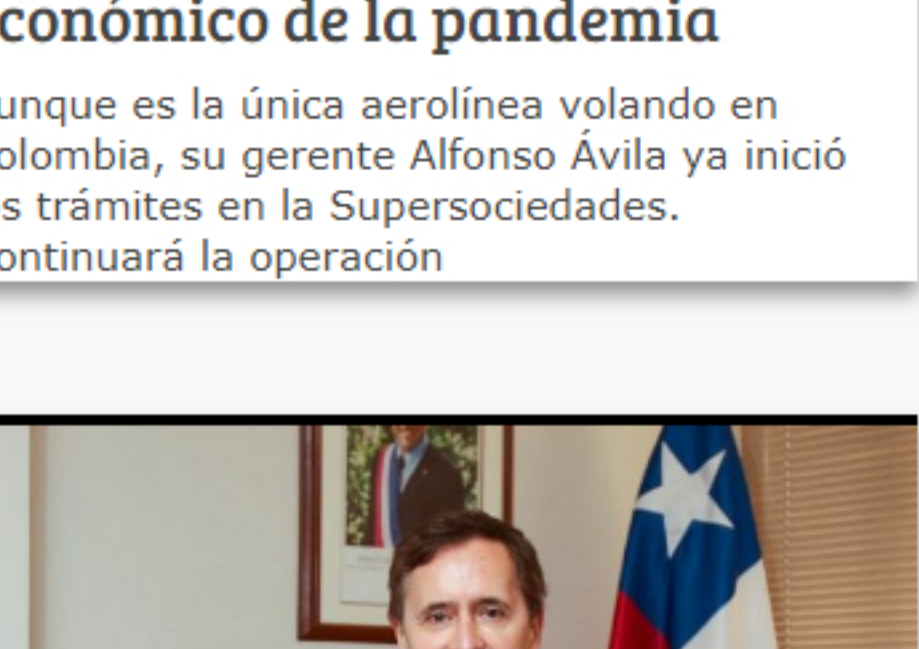 conómico de la pandemia
unque es la única aerolínea volando en
olombia, su gerente Alfonso Ávila ya inició
s trámites en la Supersociedades.
ontinuará la operación